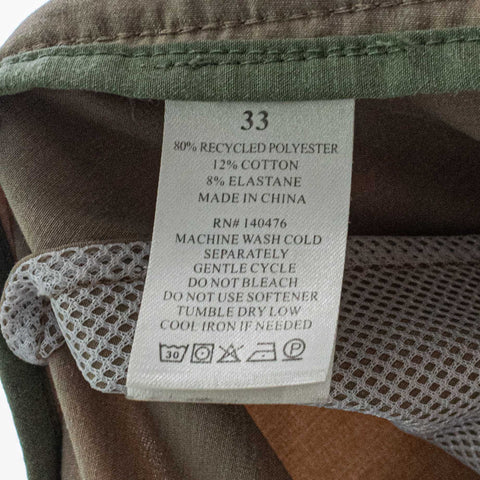 33
80% RECYCLED POLYESTER
12% COTTON
8% ELASTANE
MADE IN CHINA
RN# 140476
MACHINE WASH COLD
SEPARATELY
GENTLE CYCLE
DO NOT BLEACH
DO NOT USE SOFTENER
TUMBLE DRY LOW
COOL IRON IF NEEDED
30 P